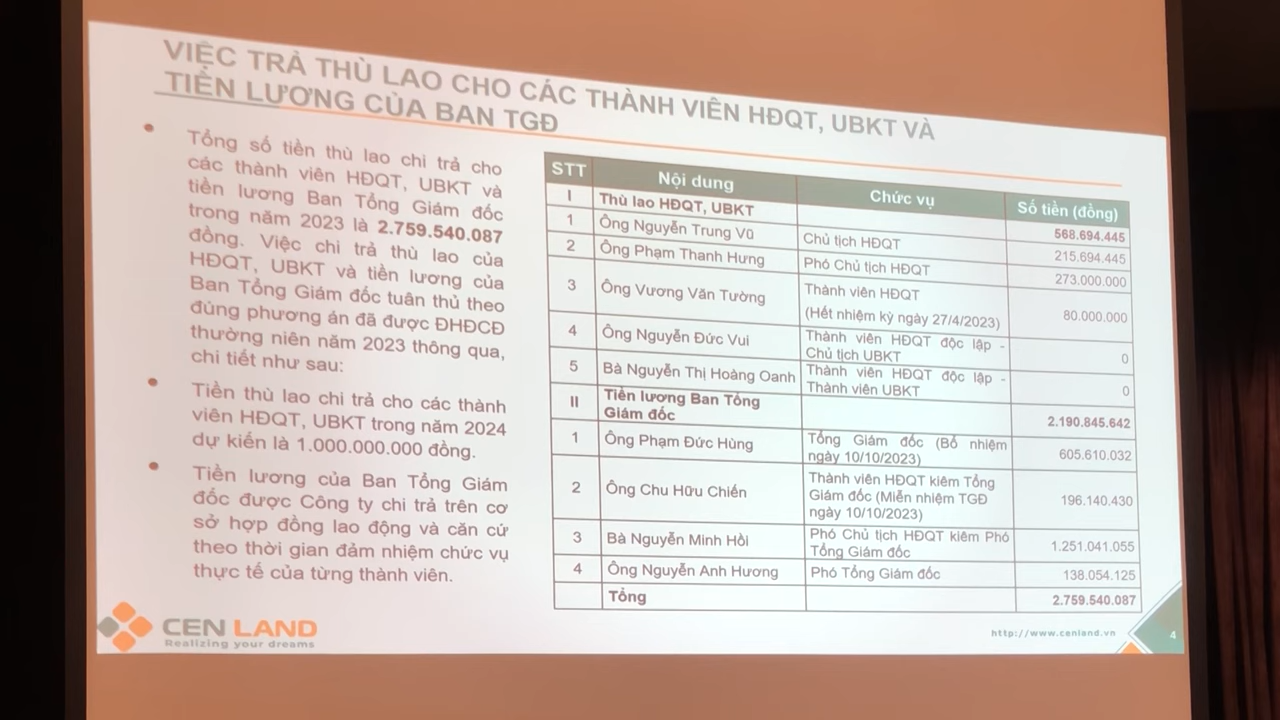 VIỆC TRẢ THÙ LAO CHO CÁC THÀNH VIÊN HĐQT, UBKT VÀ
TIỀN LƯƠNG CỦA BAN TGĐ
• Tổng số tiền thù lao chi trả cho
các thành viên HĐQT, UBKT và
tiền lương Ban Tổng Giám đốc
trong năm 2023 là 2.759.540.087
đồng. Việc chi trả thù lao của
HĐQT, UBKT và tiền lương của
Ban Tổng Giám đốc tuân thủ theo
đúng phương án đã được ĐHĐCĐ
thường niên năm 2023 thông qua,
chi tiết như sau:
• Tiền thù lao chi trả cho các thành
viên HĐQT, UBKT trong năm 2024
dự kiến là 1.000.000.000 đồng.
• Tiền lương của Ban Tổng Giám
đốc được Công ty chi trả trên cơ
sở hợp đồng lao động và căn cứ
theo thời gian đảm nhiệm chức vụ
thực tế của từng thành viên.
STT Nội dung Chức vụ Số tiền (đồng)
I Thù lao HĐQT, UBKT 568.694.445
1 Ông Nguyễn Trung Vũ Chủ tịch HĐQT 215.694.445
2 Ông Phạm Thanh Hưng Phó Chủ tịch HĐQT 273.000.000
3 Ông Vương Văn Tường Thành viên HĐQT
(Hết nhiệm kỳ ngày 27/4/2023) 80.000.000
4 Ông Nguyễn Đức Vui Thành viên HĐQT độc lập -
Chủ tịch UBKT 0
5 Bà Nguyễn Thị Hoàng Oanh Thành viên HĐQT độc lập -
Thành viên UBKT 0
II Tiền lương Ban Tổng
Giám đốc 2.190.845.642
1 Ông Phạm Đức Hùng Tổng Giám đốc (Bổ nhiệm
ngày 10/10/2023) 605.610.032
2 Ông Chu Hữu Chiến Thành viên HĐQT kiêm Tổng
Giám đốc (Miễn nhiệm TGĐ
ngày 10/10/2023) 196.140.430
3 Bà Nguyễn Minh Hồi Phó Chủ tịch HĐQT kiêm Phó
Tổng Giám đốc 1.251.041.055
4 Ông Nguyễn Anh Hương Phó Tổng Giám đốc 138.054.125
Tổng 2.759.540.087
CEN LAND
Realizing your dreams
http://www.cenland.vn
4